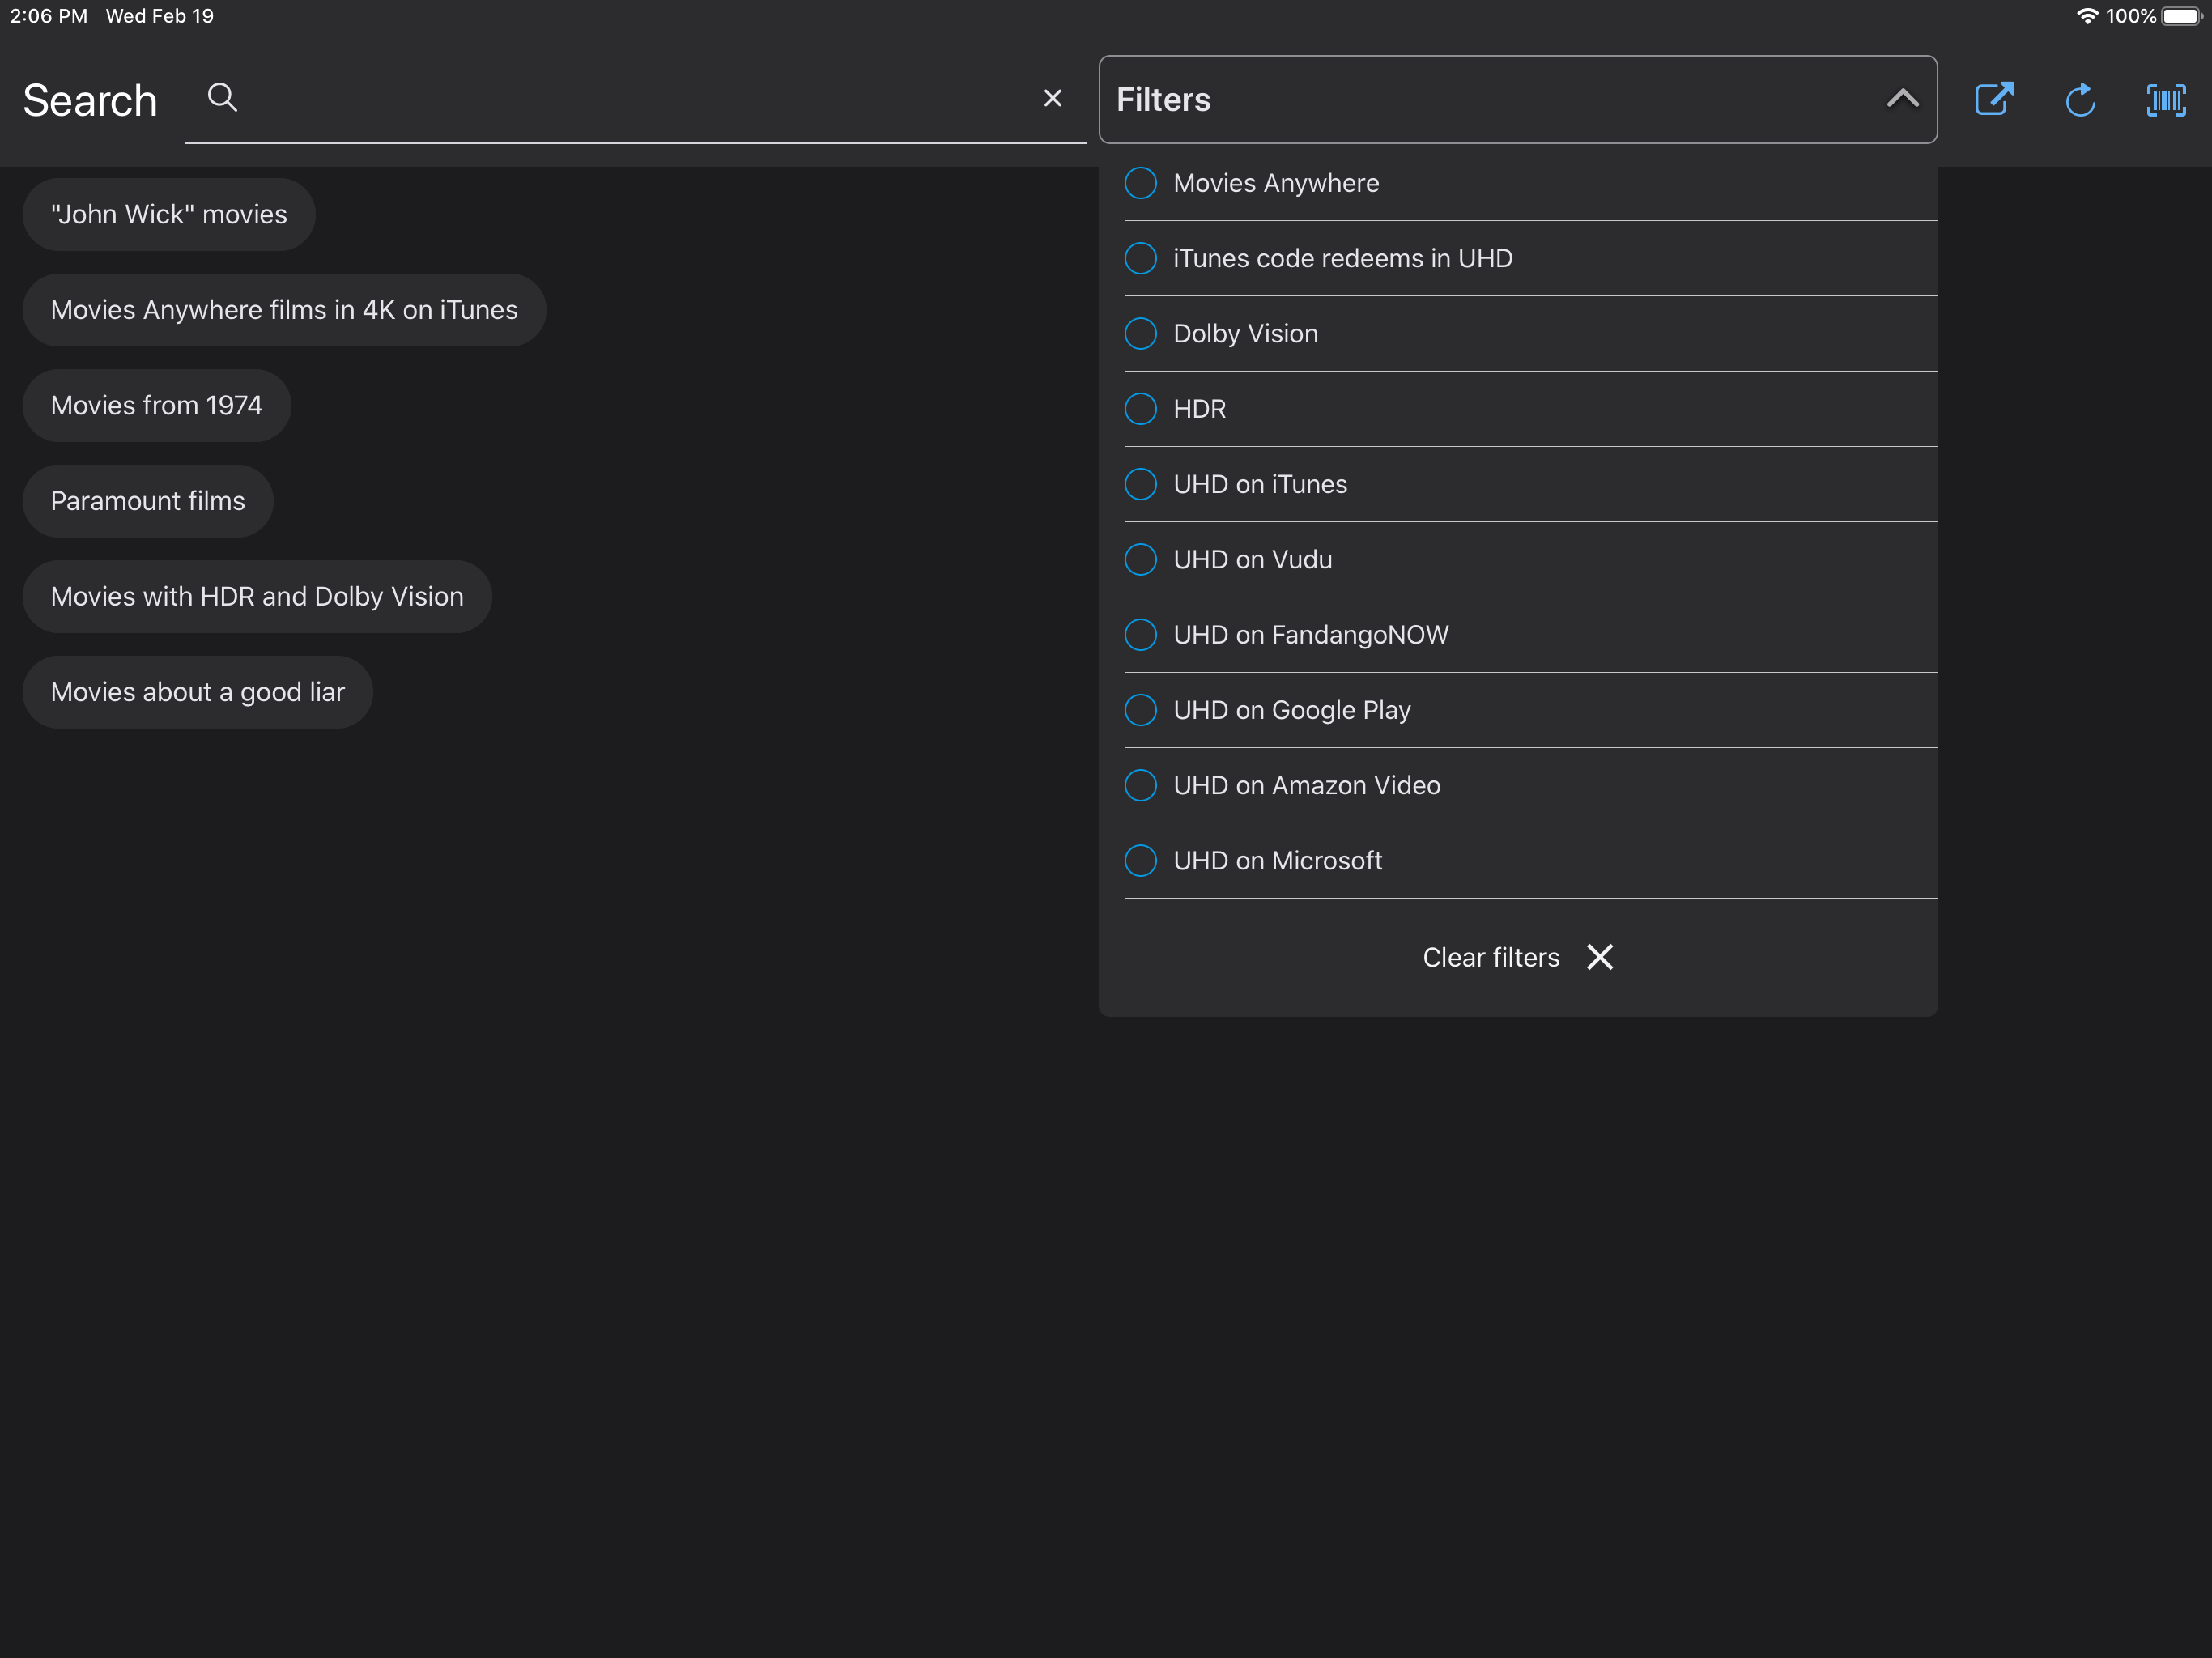 2:06 PM Wed Feb 19 100%
Search
Filters
"John Wick" movies
Movies Anywhere films in 4K on iTunes
Movies from 1974
Paramount films
Movies with HDR and Dolby Vision
Movies about a good liar
Movies Anywhere
iTunes code redeems in UHD
Dolby Vision
HDR
UHD on iTunes
UHD on Vudu
UHD on FandangoNOW
UHD on Google Play
UHD on Amazon Video
UHD on Microsoft
Clear filters